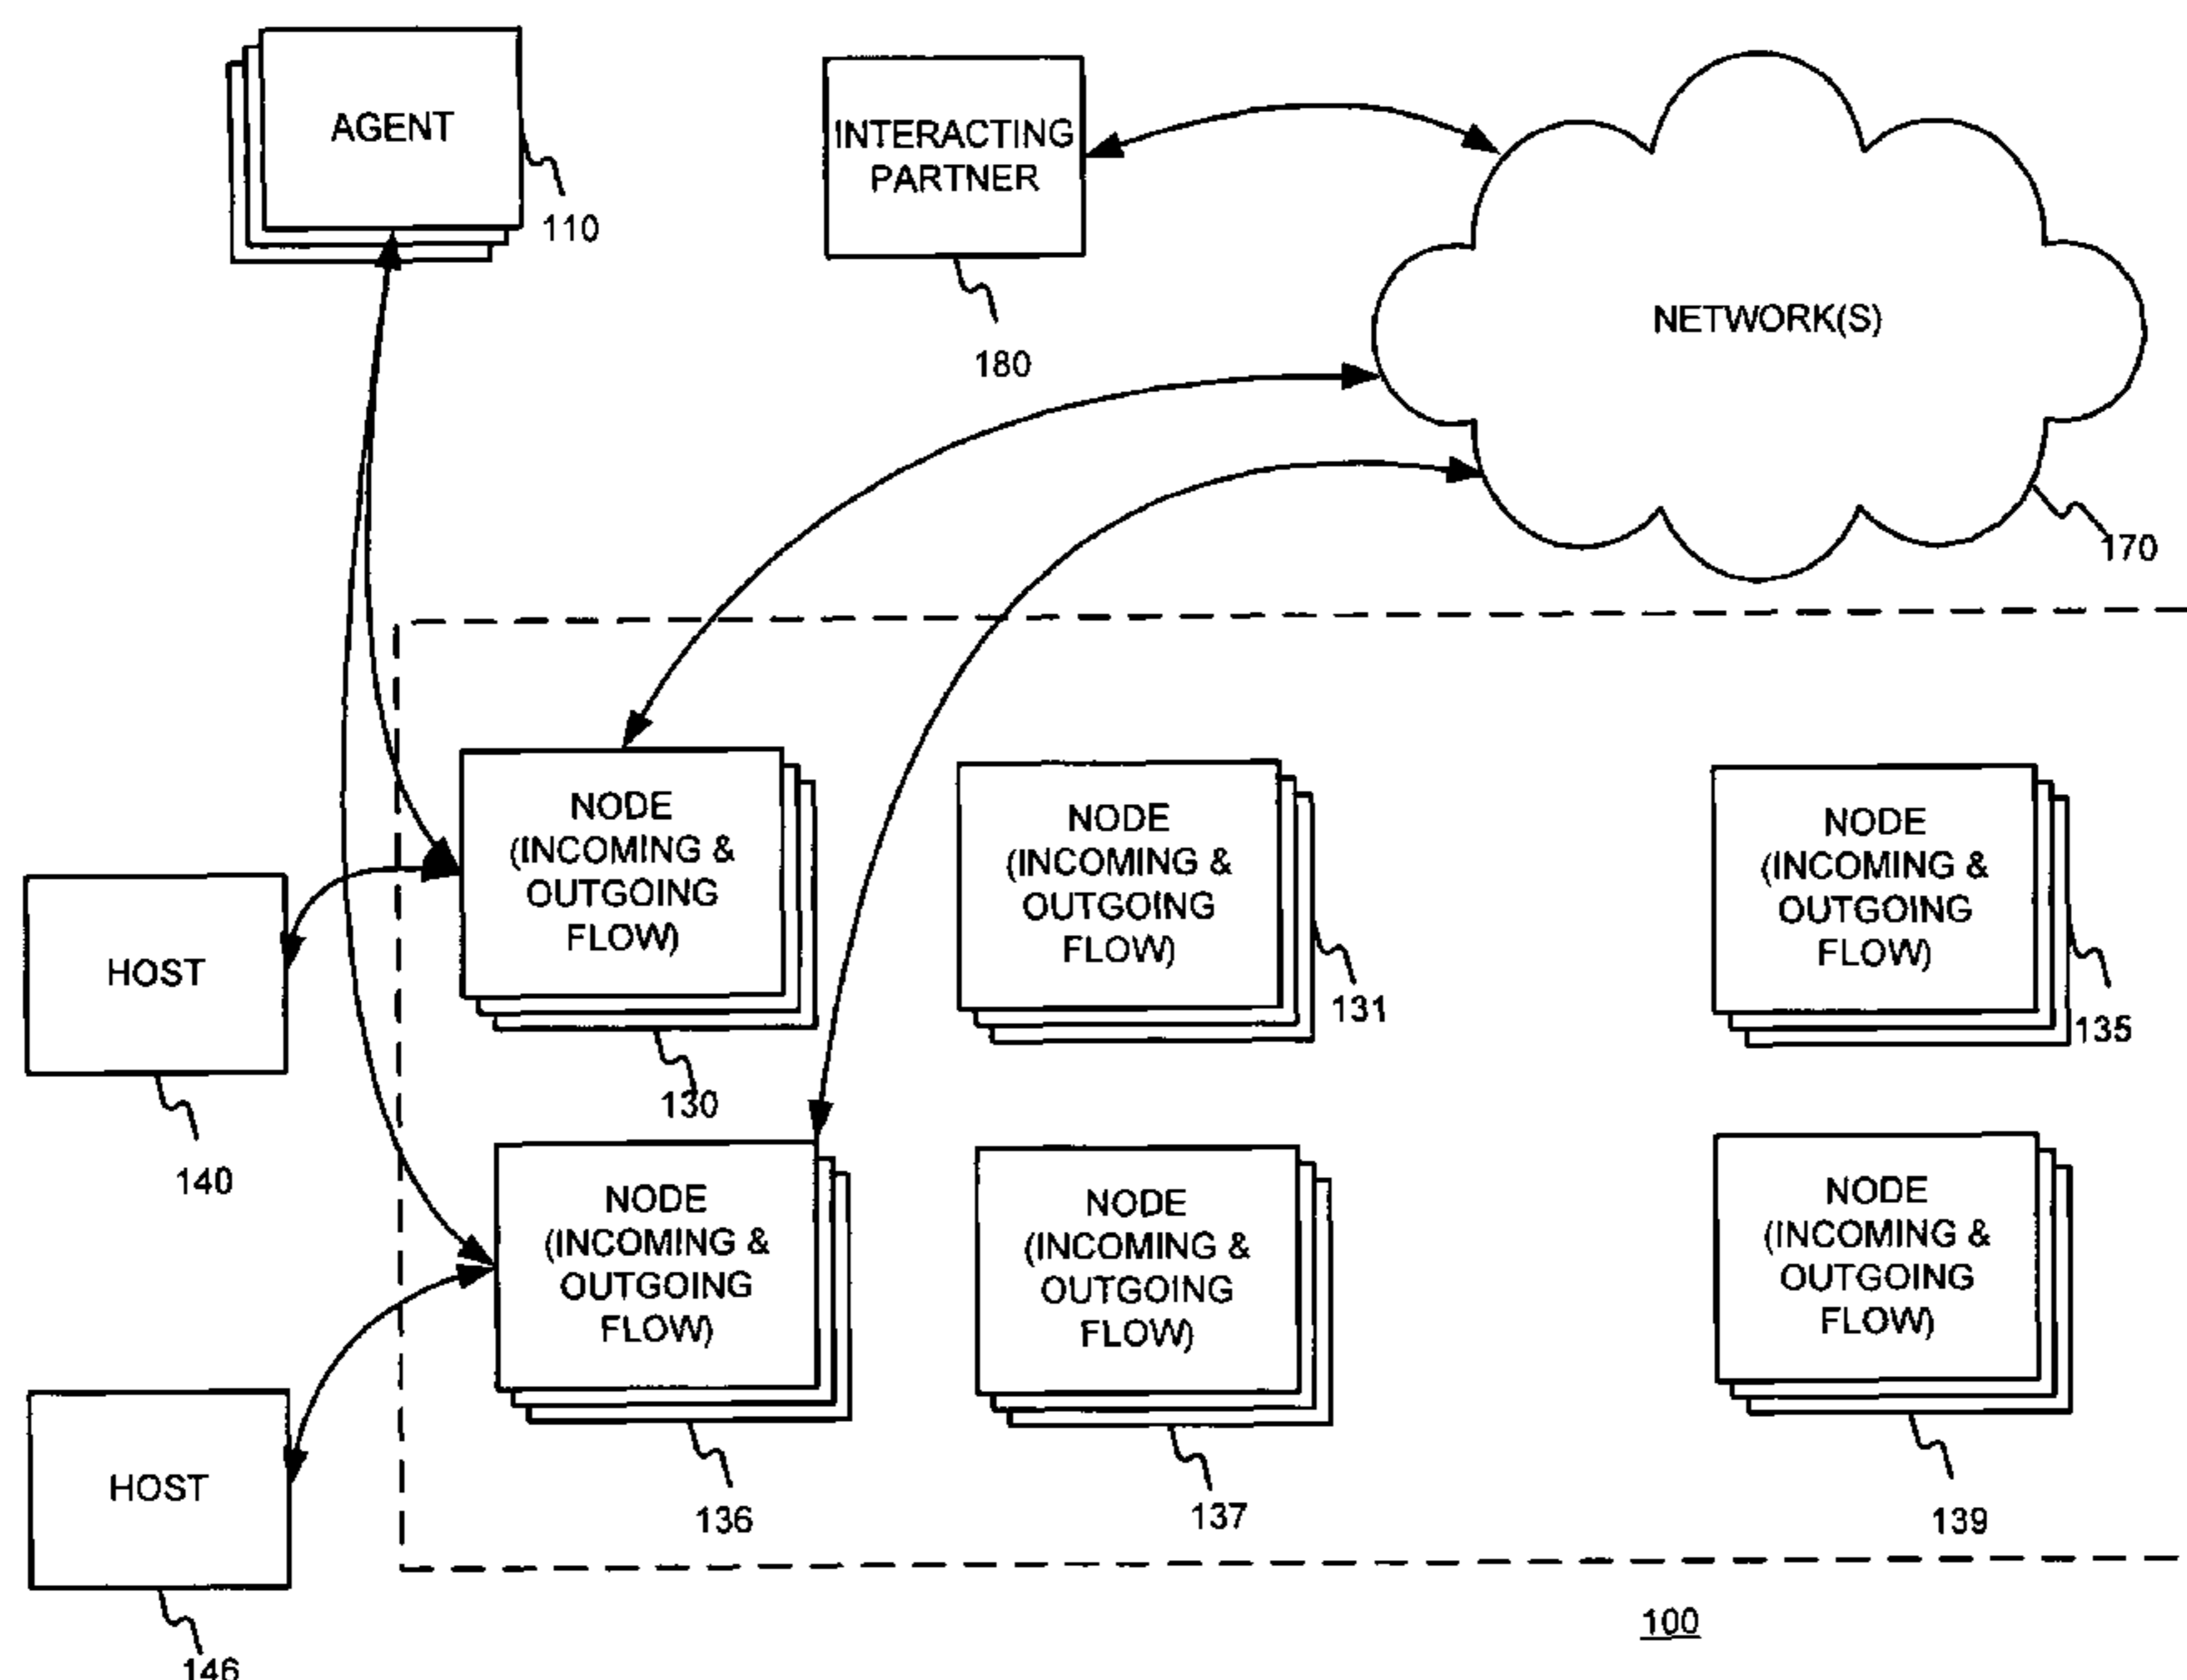 AGENT
110
INTERACTING
PARTNER
180
NETWORK(S)
170
NODE
(INCOMING &
OUTGOING
FLOW)
130
NODE
(INCOMING &
OUTGOING
FLOW)
131
NODE
(INCOMING &
OUTGOING
FLOW)
135
HOST
140
NODE
(INCOMING &
OUTGOING
FLOW)
136
NODE
(INCOMING &
OUTGOING
FLOW)
137
NODE
(INCOMING &
OUTGOING
FLOW)
139
HOST
146
100